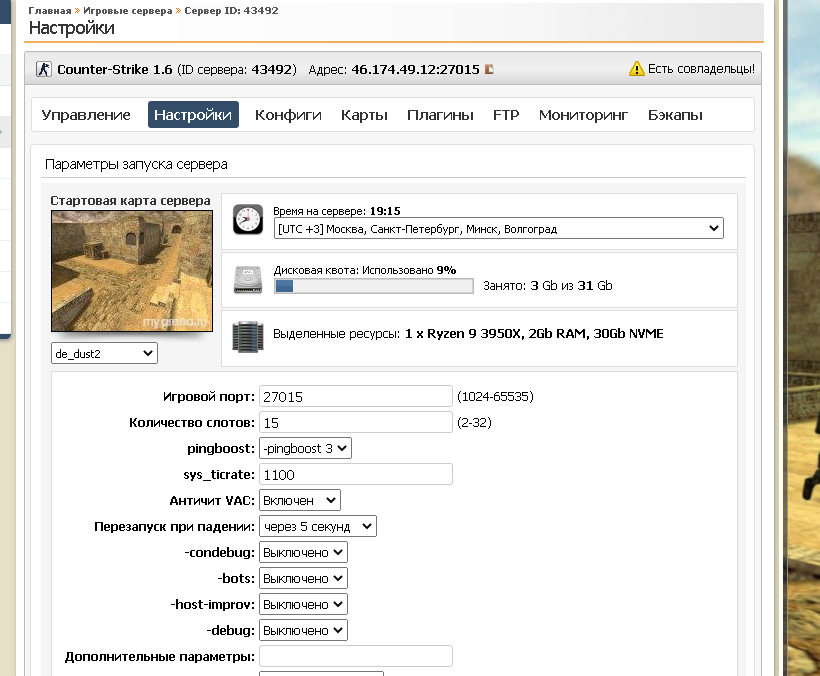 Главная » Игровые сервера » Сервер ID: 43492
Настройки
Counter-Strike 1.6 (ID сервера: 43492) Адрес: 46.174.49.12:27015
Есть совладельцы!
Управление Настройки Конфиги Карты Плагины FTP Мониторинг Бэкапы
Параметры запуска сервера
Стартовая карта сервера
myarena.ru
de_dust2
Время на сервере: 19:15
[UTC +3] Москва, Санкт-Петербург, Минск, Волгоград
Дисковая квота: Использовано 9%
Занято: 3 Gb из 31 Gb
Выделенные ресурсы: 1 x Ryzen 9 3950X, 2Gb RAM, 30Gb NVME
Игровой порт: 27015 (1024-65535)
Количество слотов: 15 (2-32)
pingboost: -pingboost 3
sys_ticrate: 1100
Античит VAC: Включен
Перезапуск при падении: через 5 секунд
-condebug: Выключено
-bots: Выключено
-host-improv: Выключено
-debug: Выключено
Дополнительные параметры: